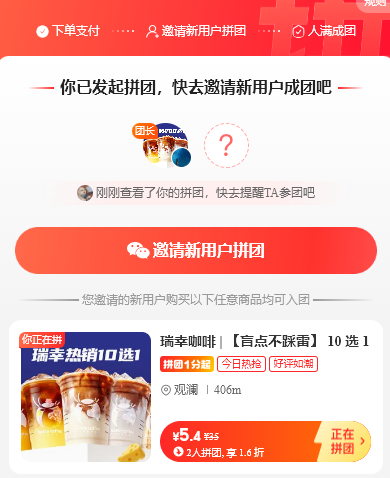 规则
下单支付 邀请新用户拼团 人满成团
你已发起拼团，快去邀请新用户成团吧
团长
?
刚刚查看了你的拼团，快去提醒TA参团吧
邀请新用户拼团
您邀请的新用户购买以下任意商品均可入团
你正在拼
瑞幸热销10选1
瑞幸咖啡 | 【盲点不踩雷】 10 选 1
拼团1分起 今日热抢 好评如潮
观澜 | 406m
¥5.4 ¥35
2人拼团, 享 1.6 折
正在
拼团